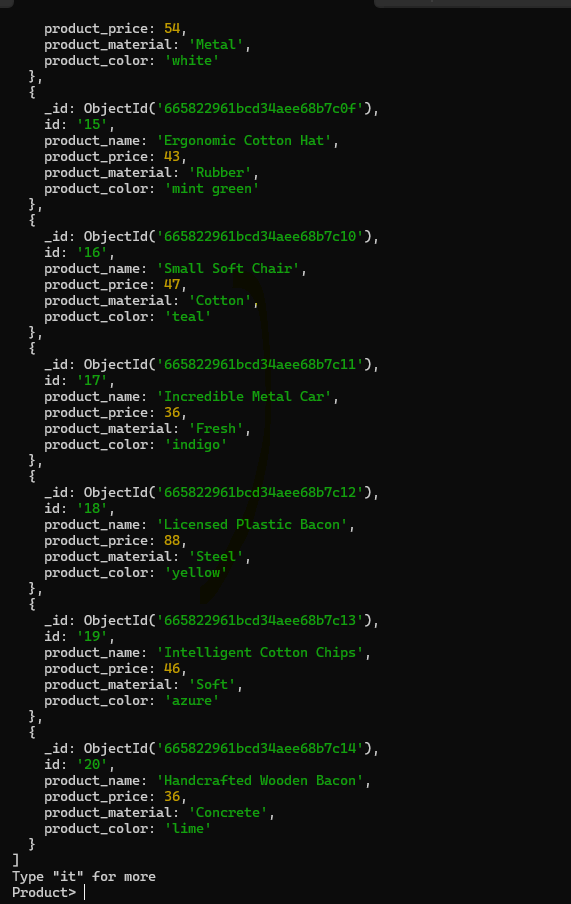 product_price: 54,
product_material: 'Metal',
product_color: 'white'
},
{
_id: ObjectId('665822961bcd34aee68b7c0f'),
id: '15',
product_name: 'Ergonomic Cotton Hat',
product_price: 43,
product_material: 'Rubber',
product_color: 'mint green'
},
{
_id: ObjectId('665822961bcd34aee68b7c10'),
id: '16',
product_name: 'Small Soft Chair',
product_price: 47,
product_material: 'Cotton',
product_color: 'teal'
},
{
_id: ObjectId('665822961bcd34aee68b7c11'),
id: '17',
product_name: 'Incredible Metal Car',
product_price: 36,
product_material: 'Fresh',
product_color: 'indigo'
},
{
_id: ObjectId('665822961bcd34aee68b7c12'),
id: '18',
product_name: 'Licensed Plastic Bacon',
product_price: 88,
product_material: 'Steel',
product_color: 'yellow'
},
{
_id: ObjectId('665822961bcd34aee68b7c13'),
id: '19',
product_name: 'Intelligent Cotton Chips',
product_price: 46,
product_material: 'Soft',
product_color: 'azure'
},
{
_id: ObjectId('665822961bcd34aee68b7c14'),
id: '20',
product_name: 'Handcrafted Wooden Bacon',
product_price: 36,
product_material: 'Concrete',
product_color: 'lime'
}
]
Type "it" for more
Product>